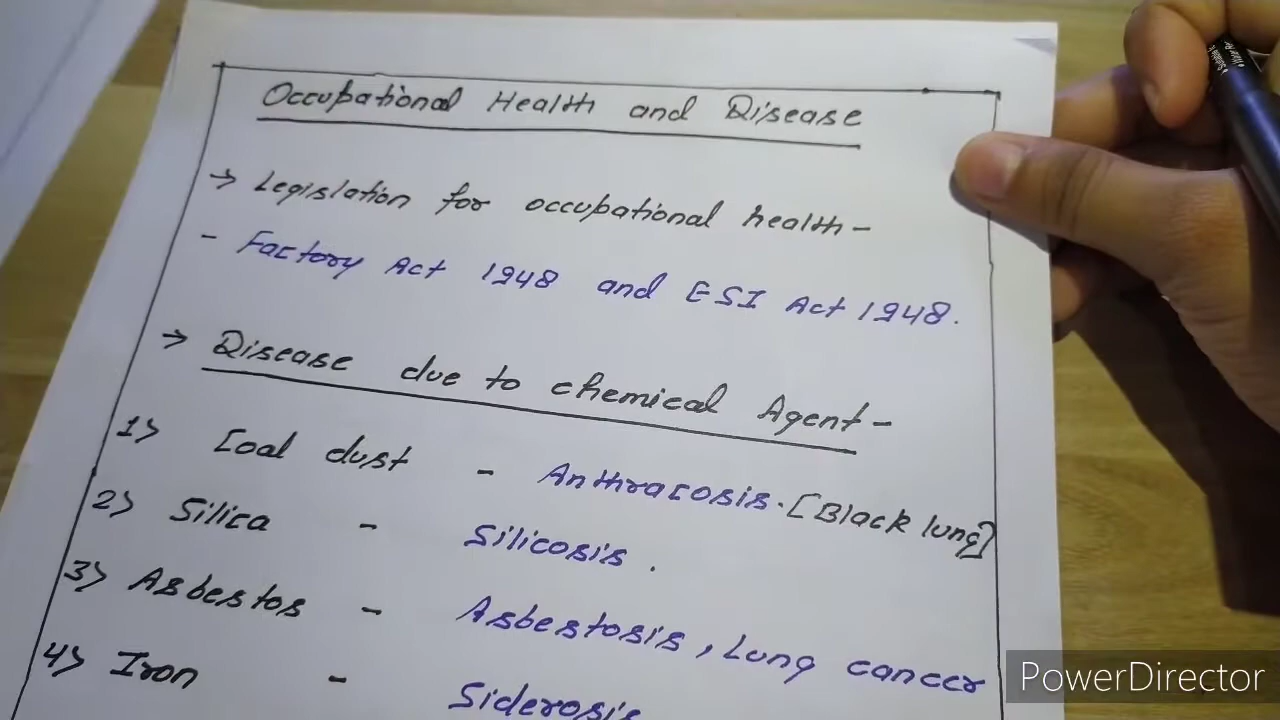 Occupational Health and Disease
→ Legislation for occupational health-
- Factory Act 1948 and ESI Act 1948.
→ Disease due to chemical Agent-
1> Coal dust - Anthracosis. [Black lung]
2> Silica - Silicosis.
3> Asbestos - Asbestosis, Lung cancer
4> Iron - Siderosis
PowerDirector